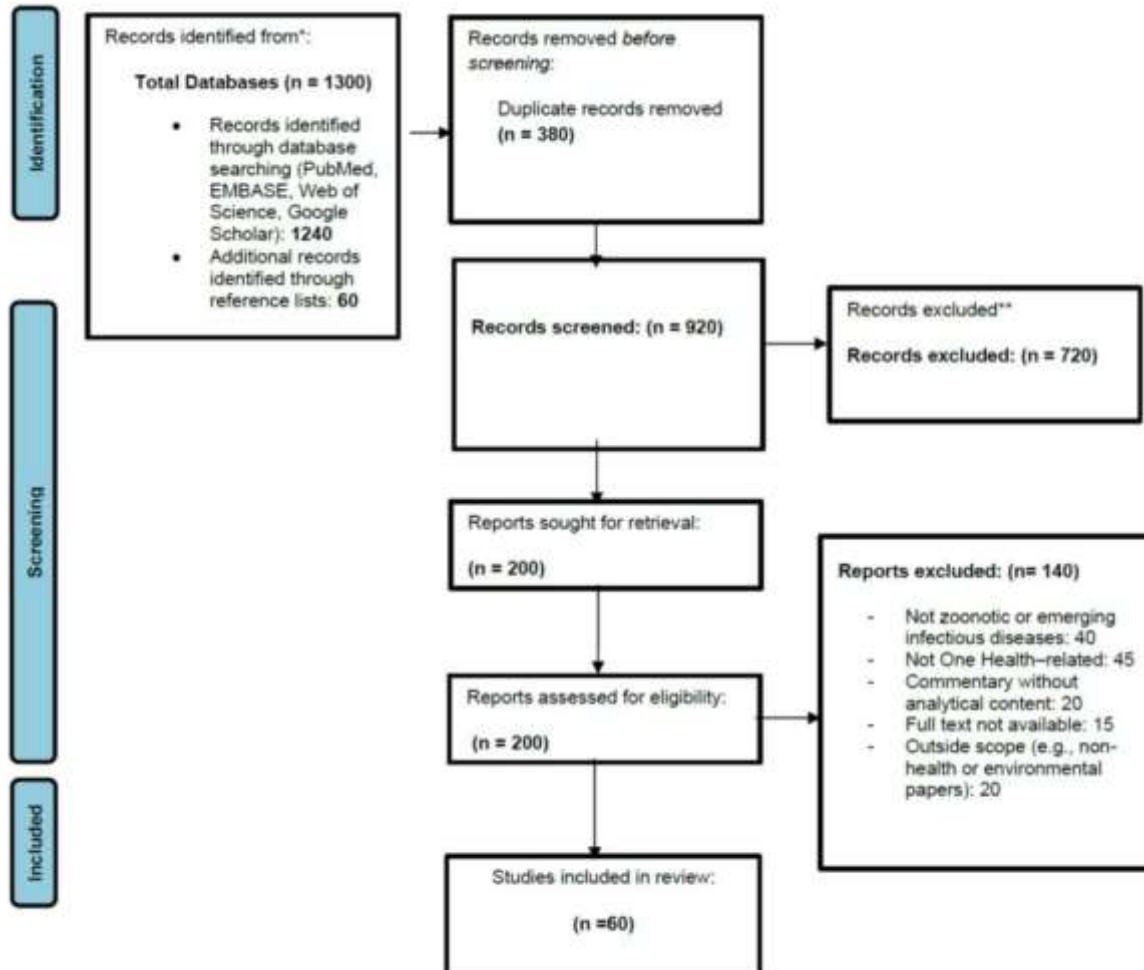 Identification
Records identified from*:
Total Databases (n = 1300)
• Records identified
through database
searching (PubMed,
EMBASE, Web of
Science, Google
Scholar): 1240
• Additional records
identified through
reference lists: 60
Records removed before
screening:
Duplicate records removed
(n = 380)
Screening
Records screened: (n = 920)
Records excluded**
Records excluded: (n = 720)
Reports sought for retrieval:
(n = 200)
Reports assessed for eligibility:
(n = 200)
Reports excluded: (n= 140)
- Not zoonotic or emerging
infectious diseases: 40
- Not One Health–related: 45
- Commentary without
analytical content: 20
- Full text not available: 15
- Outside scope (e.g., non-
health or environmental
papers): 20
Included
Studies included in review:
(n =60)